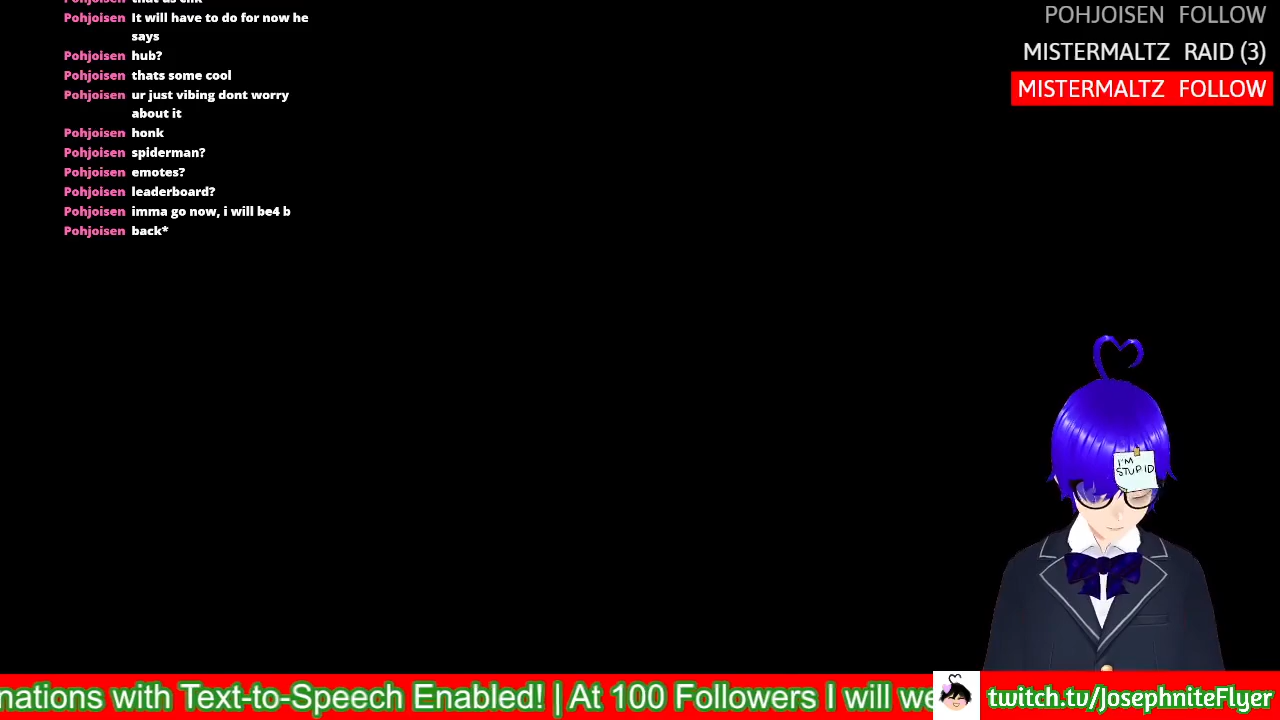 Pohjoisen It will have to do for now he
says
Pohjoisen hub?
Pohjoisen thats some cool
Pohjoisen ur just vibing dont worry
about it
Pohjoisen honk
Pohjoisen spiderman?
Pohjoisen emotes?
Pohjoisen leaderboard?
Pohjoisen imma go now, i will be4 b
Pohjoisen back*
POHJOISEN FOLLOW
MISTERMALTZ RAID (3)
MISTERMALTZ FOLLOW
I'M
STUPID
nations with Text-to-Speech Enabled! | At 100 Followers I will we
twitch.tv/JosephniteFlyer